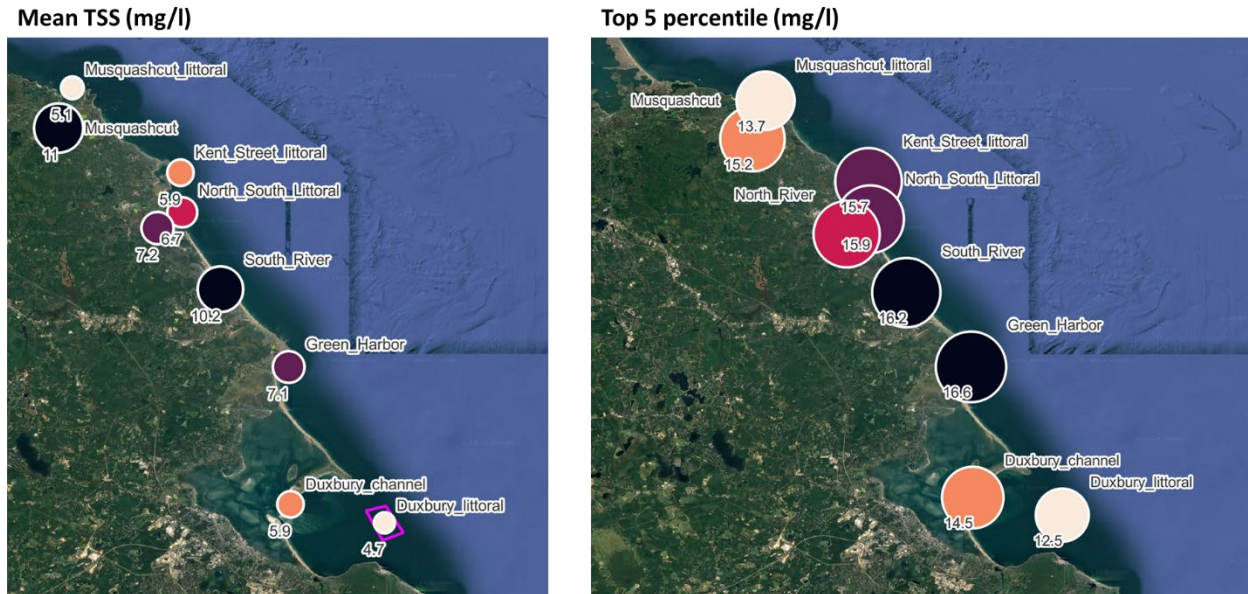 Mean TSS (mg/l)
Musquashcut_littoral
5.1
Musquashcut
11
Kent_Street_littoral
5.9
North_South_Littoral
6.7
7.2
South_River
10.2
Green_Harbor
7.1
Duxbury_channel
5.9
Duxbury_littoral
4.7
Top 5 percentile (mg/l)
Musquashcut_littoral
Musquashcut
13.7
15.2
Kent_Street_littoral
North_South_Littoral
North_River
15.7
15.9
South_River
16.2
Green_Harbor
16.6
Duxbury_channel
14.5
Duxbury_littoral
12.5